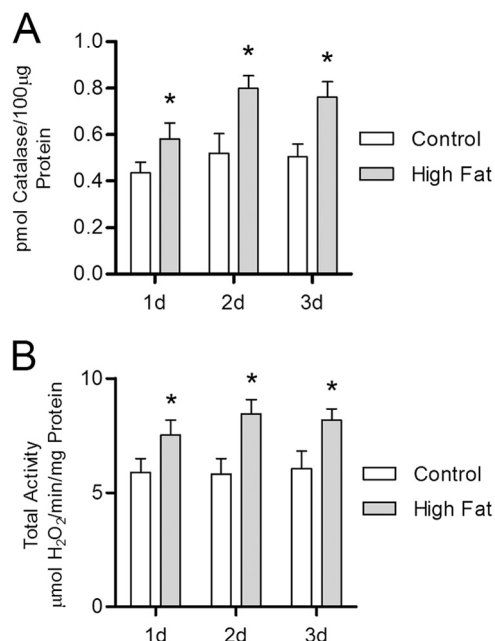 A
pmol Catalase/100µg
Protein
1.0
0.8
0.6
0.4
0.2
0.0
*
*
*
1d
2d
3d
Control
High Fat
B
Total Activity
µmol H₂O₂/min/mg Protein
10
5
0
*
*
*
1d
2d
3d
Control
High Fat